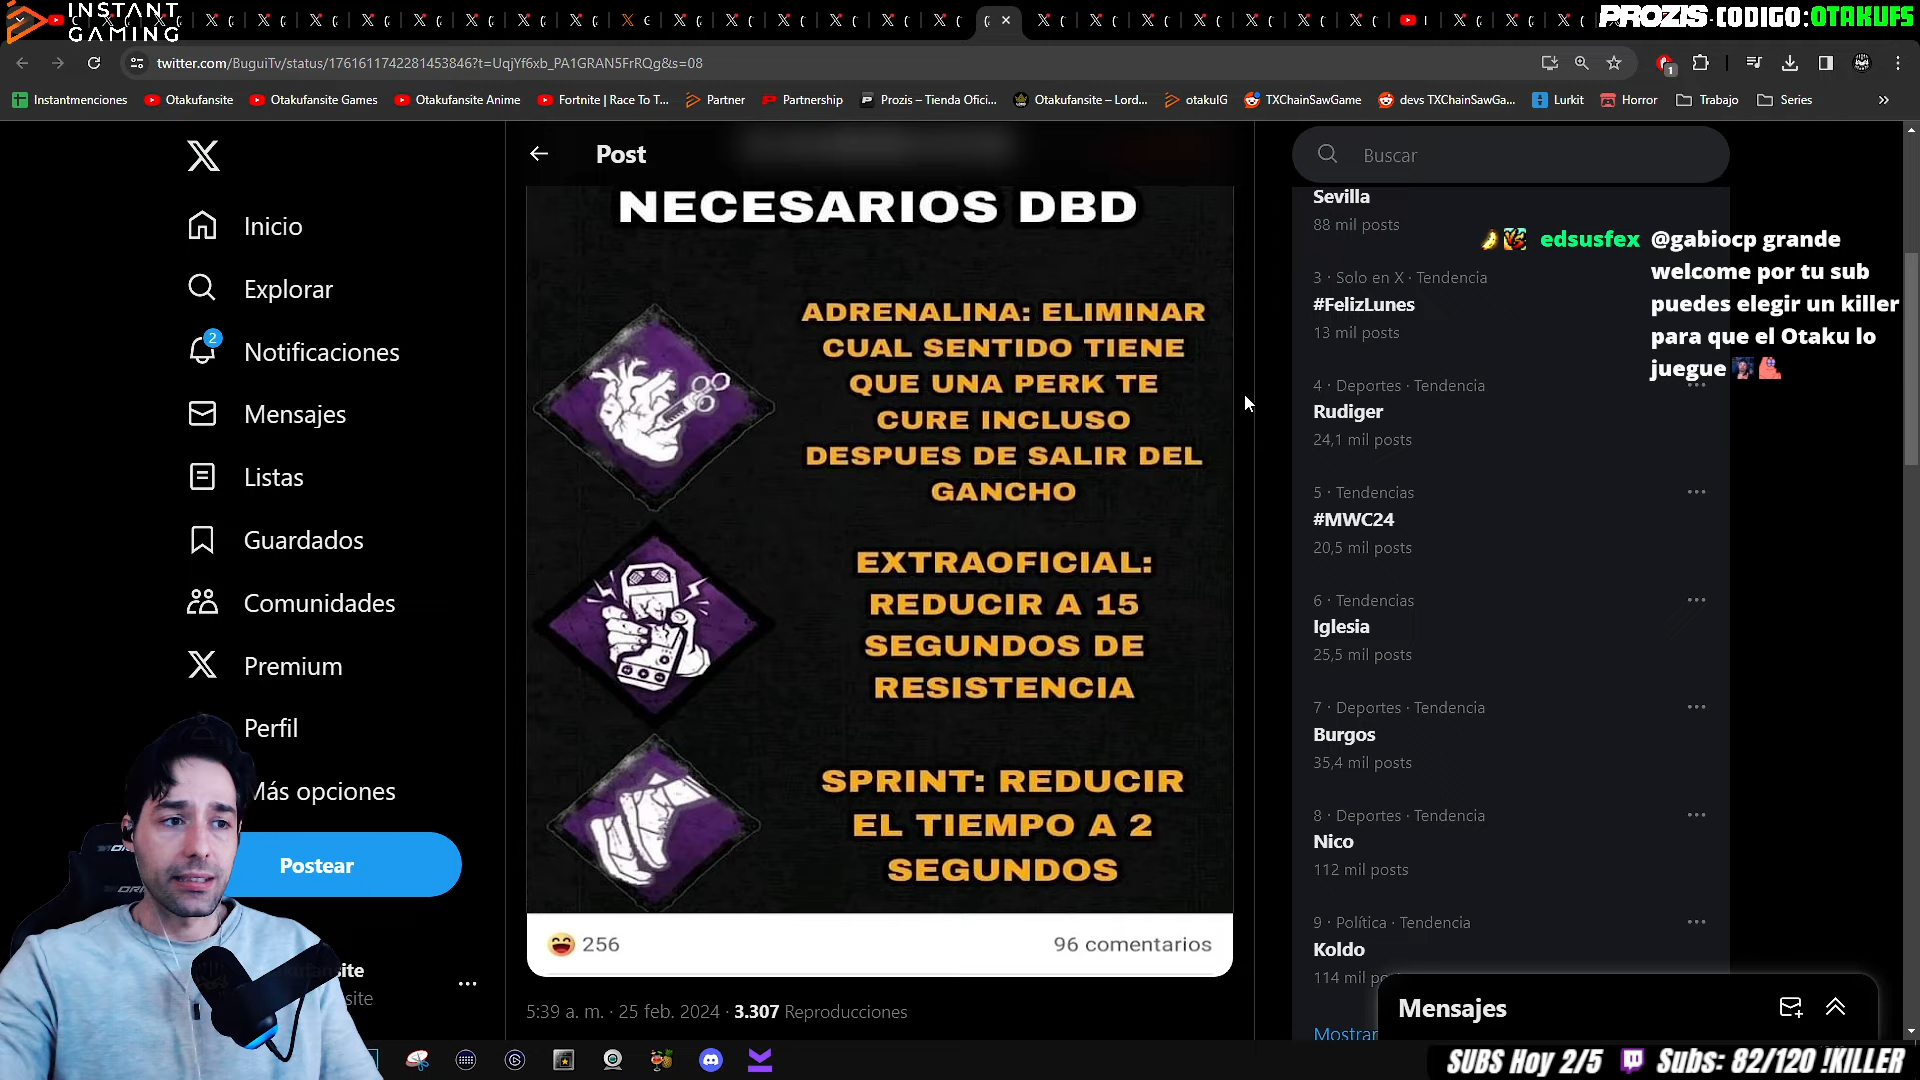 INSTANT
GAMING
PROZIS CODIGO:OTAKUFS
twitter.com/BuguiTv/status/1761611742281453846?t=UqjYf6xb_PA1GRAN5FrRQg&s=08
1
Instantmenciones
Otakufansite
Otakufansite Games
Otakufansite Anime
Fortnite | Race To T...
Partner
Partnership
Prozis – Tienda Ofici...
Otakufansite – Lord...
otakuIG
TXChainSawGame
devs TXChainSawGa...
Lurkit
Horror
Trabajo
Series
Inicio
Explorar
2
Notificaciones
Mensajes
Listas
Guardados
Comunidades
Premium
Perfil
Más opciones
Postear
Post
NECESARIOS DBD
ADRENALINA: ELIMINAR
CUAL SENTIDO TIENE
QUE UNA PERK TE
CURE INCLUSO
DESPUES DE SALIR DEL
GANCHO
EXTRAOFICIAL:
REDUCIR A 15
SEGUNDOS DE
RESISTENCIA
SPRINT: REDUCIR
EL TIEMPO A 2
SEGUNDOS
256
96 comentarios
5:39 a. m. · 25 feb. 2024 · 3.307 Reproducciones
Buscar
Sevilla
88 mil posts
3 · Solo en X · Tendencia
#FelizLunes
13 mil posts
4 · Deportes · Tendencia
Rudiger
24,1 mil posts
5 · Tendencias
#MWC24
20,5 mil posts
6 · Tendencias
Iglesia
25,5 mil posts
7 · Deportes · Tendencia
Burgos
35,4 mil posts
8 · Deportes · Tendencia
Nico
112 mil posts
9 · Política · Tendencia
Koldo
114 mil
Mostrar
Mensajes
edsusfex @gabiocp grande
welcome por tu sub
puedes elegir un killer
para que el Otaku lo
juegue
SUBS Hoy 2/5 Subs: 82/120 !KILLER